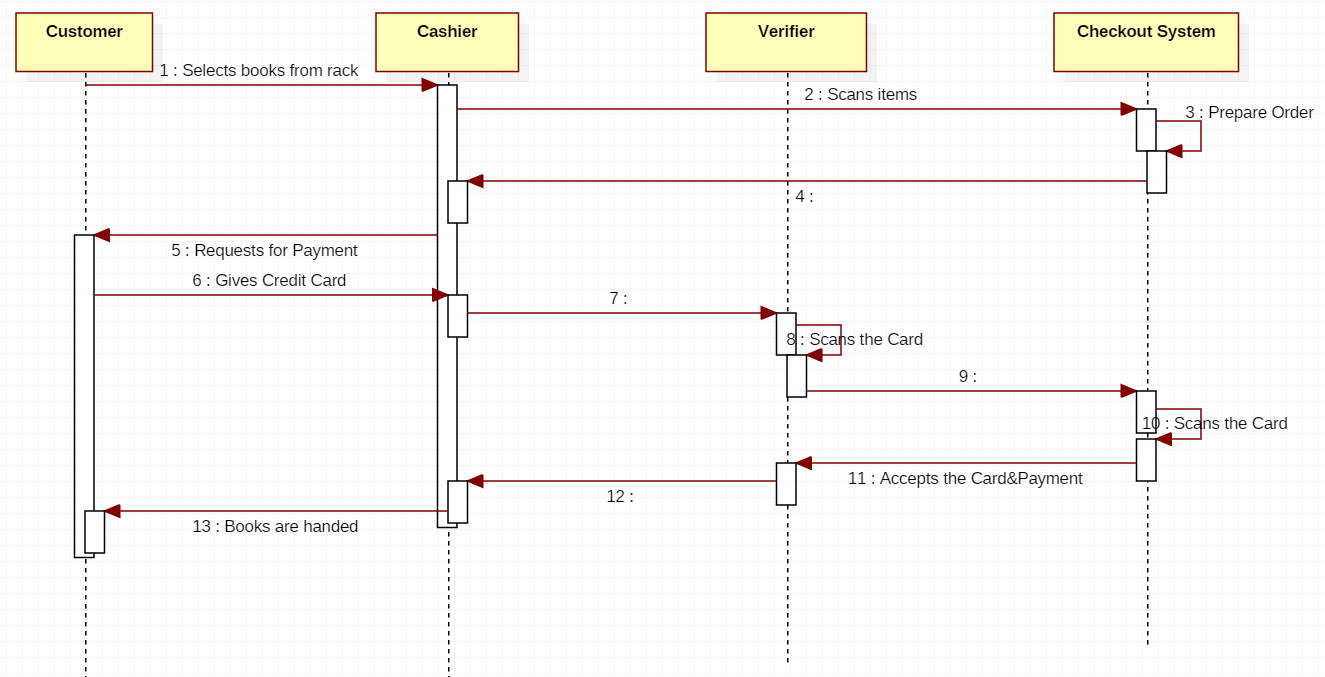 Customer
Cashier
Verifier
Checkout System
1 : Selects books from rack
2 : Scans items
3 : Prepare Order
4 :
5 : Requests for Payment
6 : Gives Credit Card
7 :
8 : Scans the Card
9 :
10 : Scans the Card
11 : Accepts the Card&Payment
12 :
13 : Books are handed